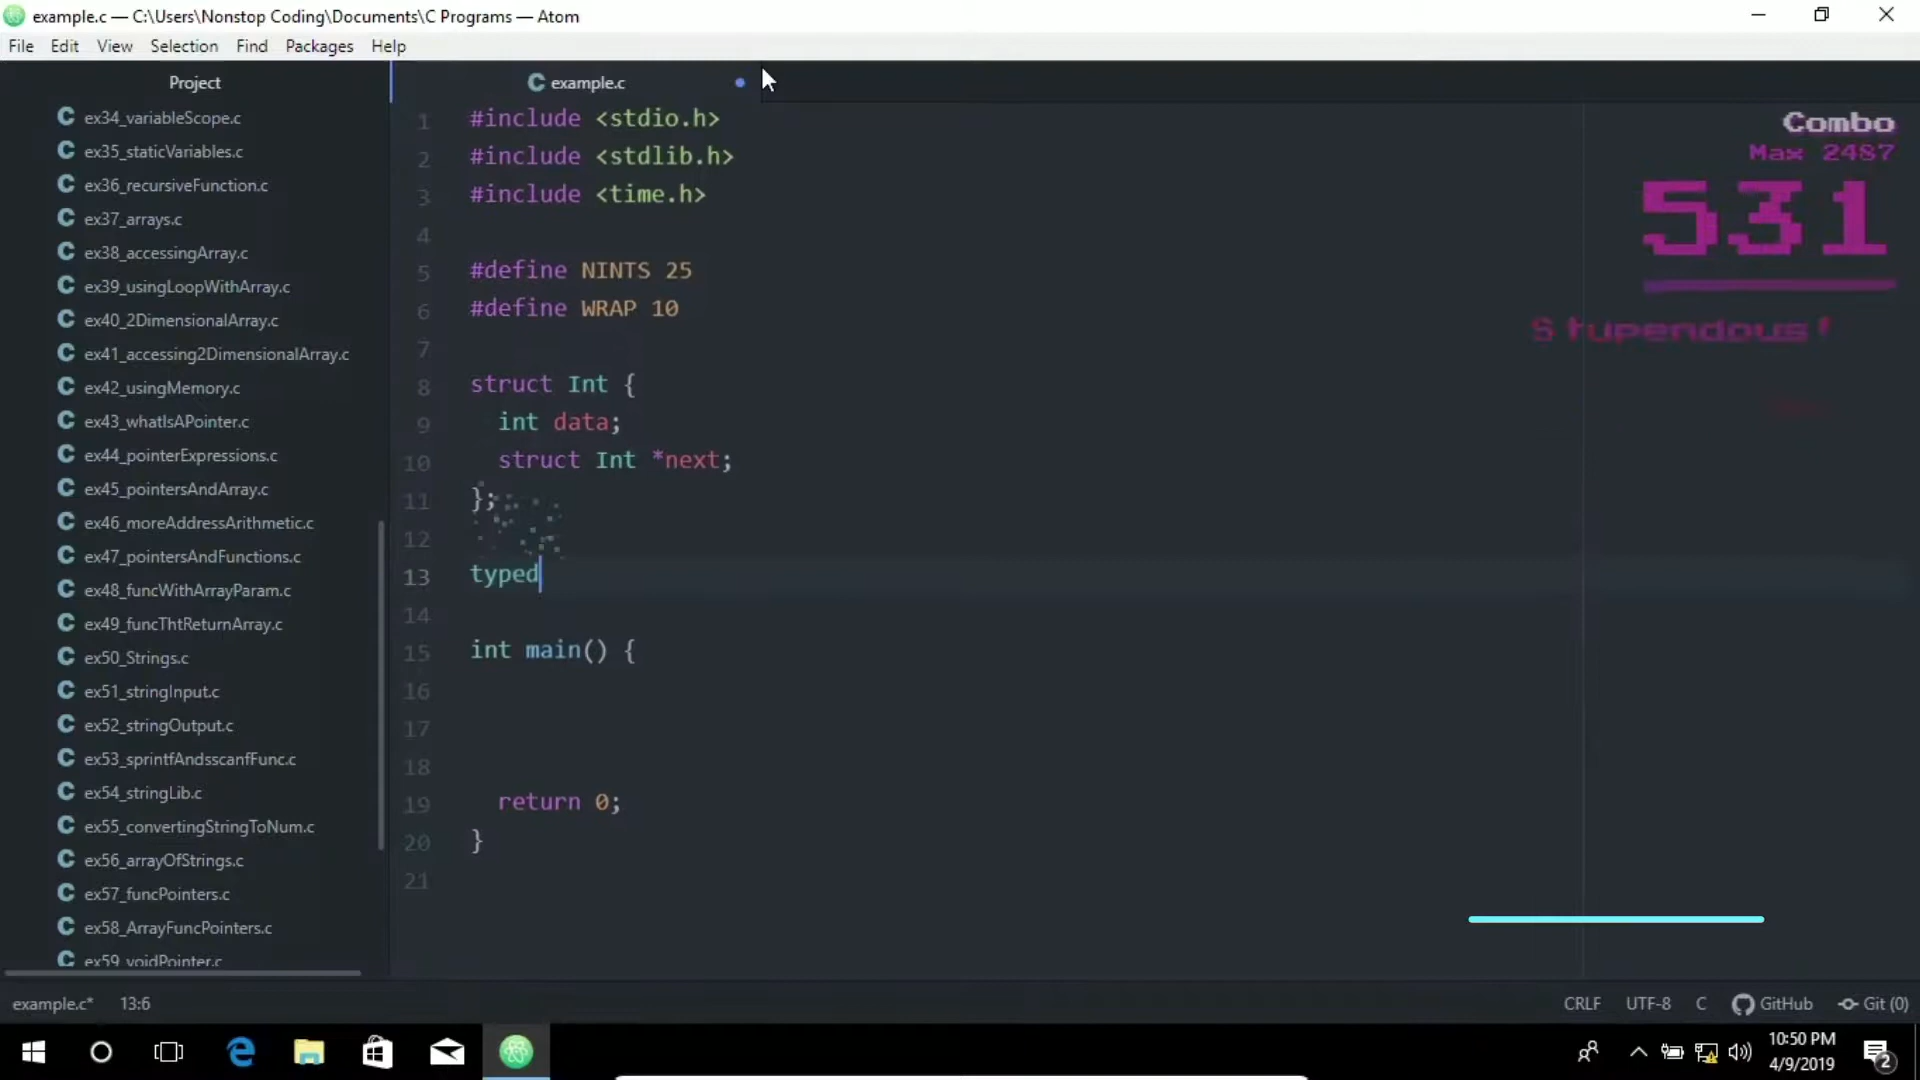 example.c — C:\Users\Nonstop Coding\Documents\C Programs — Atom
File Edit View Selection Find Packages Help
Project
ex34_variableScope.c
ex35_staticVariables.c
ex36_recursiveFunction.c
ex37_arrays.c
ex38_accessingArray.c
ex39_usingLoopWithArray.c
ex40_2DimensionalArray.c
ex41_accessing2DimensionalArray.c
ex42_usingMemory.c
ex43_whatIsAPointer.c
ex44_pointerExpressions.c
ex45_pointersAndArray.c
ex46_moreAddressArithmetic.c
ex47_pointersAndFunctions.c
ex48_funcWithArrayParam.c
ex49_funcThtReturnArray.c
ex50_Strings.c
ex51_stringInput.c
ex52_stringOutput.c
ex53_sprintfAndsscanfFunc.c
ex54_stringLib.c
ex55_convertingStringToNum.c
ex56_arrayOfStrings.c
ex57_funcPointers.c
ex58_ArrayFuncPointers.c
ex59_voidPointer.c
example.c
1 #include <stdio.h>
2 #include <stdlib.h>
3 #include <time.h>
4
5 #define NINTS 25
6 #define WRAP 10
7
8 struct Int {
9 int data;
10 struct Int *next;
11 };
12
13 typed
14
15 int main() {
16
17
18
19 return 0;
20 }
21
Combo
Max 2487
531
Stupendous!
example.c* 13:6
CRLF UTF-8 C GitHub Git (0)
10:50 PM
4/9/2019
2